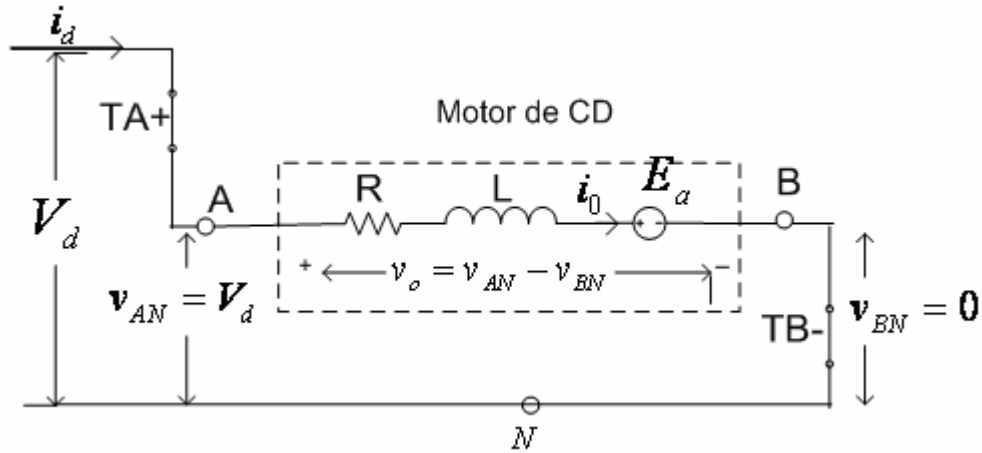 i_d
TA+
Motor de CD
V_d
A
R
L
i_0
E_a
B
+
v_o = v_AN − v_BN
−
v_AN = V_d
TB-
v_BN = 0
N